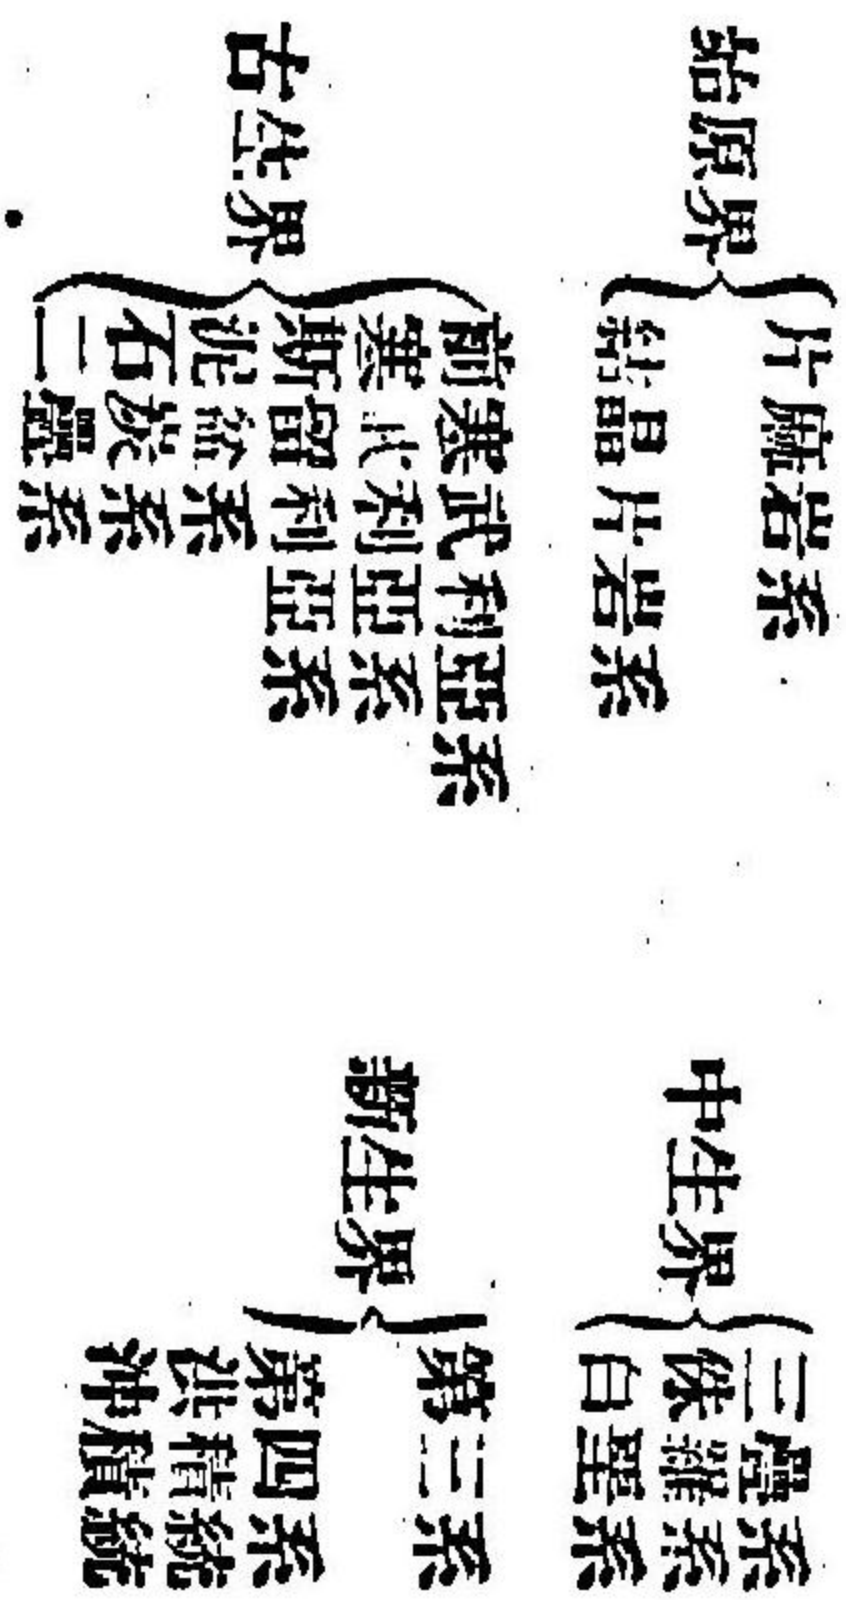 始原界
片麻岩系
結晶片岩系
古生界
前寒武利亞系
寒武利亞系
斯留利亞系
泥盆系
石炭系
二疊系
中生界
三疊系
侏羅系
白堊系
新生界
第三系
第四系
洪積統
冲積統